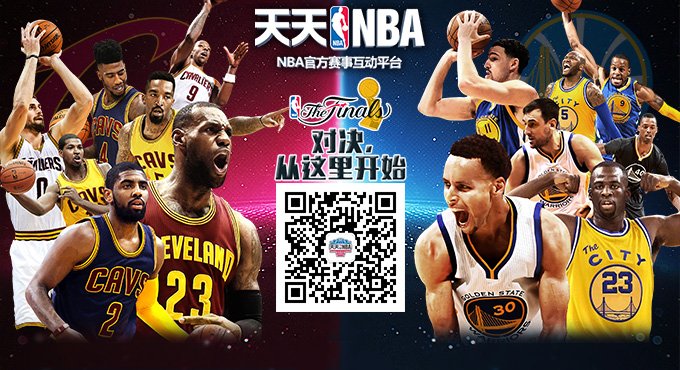 天天NBA
NBA官方赛事互动平台
NBA The Finals
对决,
从这里开始
CAVALIERS
9
4
CAVS
5
0
CAVS
CAVS
2
CLEVELAND
23
11
5
9
40
WARRIORS
GOLDEN STATE
30
The
CITY
23